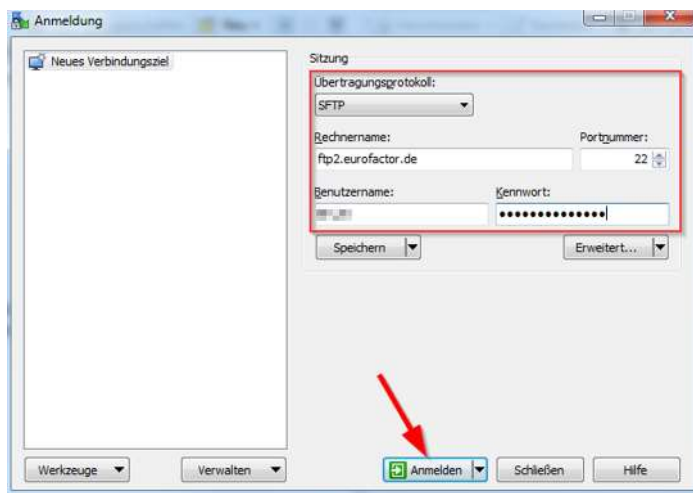 Anmeldung
Neues Verbindungsziel
Sitzung
Übertragungsprotokoll:
SFTP
Rechnername: Portnummer:
ftp2.eurofactor.de 22
Benutzername: Kennwort:
••••••••••••••
Speichern Erweitert...
Werkzeuge Verwalten Anmelden Schließen Hilfe